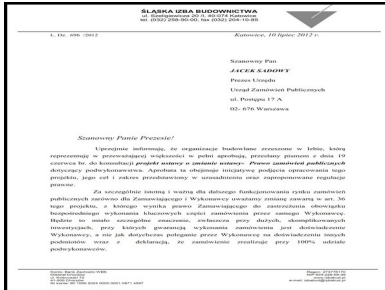 ŚLĄSKA IZBA BUDOWNICTWA
ul. Szeligiewicza 20 /I, 40-074 Katowice
tel. (032) 258-90-00, fax (032) 204-10-85
L. Dz. 696 /2012 Katowice, 10 lipiec 2012 r.
Szanowny Pan
JACEK SADOWY
Prezes Urzędu
Urząd Zamówień Publicznych
ul. Postępu 17 A
02- 676 Warszawa
Szanowny Panie Prezesie!
Uprzejmie informuję, że organizacje budowlane zrzeszone w Izbie, którą
reprezentuję w przeważającej większości w pełni aprobują, przesłany pismem z dnia 19
czerwca br. do konsultacji projekt ustawy o zmianie ustawy- Prawo zamówień publicznych
dotyczący podwykonawstwa. Aprobata ta obejmuje inicjatywę podjęcia opracowania tego
projektu, jego cel i zakres przedstawiony w uzasadnieniu oraz zaproponowane regulacje
prawne.
Za szczególnie istotną i ważną dla dalszego funkcjonowania rynku zamówień
publicznych zarówno dla Zamawiającego i Wykonawcy uważamy zmianę zawartą w art. 36
tego projektu, z którego wynika prawo Zamawiającego do zastrzeżenia obowiązku
bezpośredniego wykonania kluczowych części zamówienia przez samego Wykonawcę.
Będzie to miało szczególne znaczenie, zwłaszcza przy dużych, skomplikowanych
inwestycjach, przy których gwarancją wykonania zamówienia jest doświadczenie
Wykonawcy, a nie jak dotychczas poleganie przez Wykonawcę na doświadczeniu innych
podmiotów wraz z deklaracją, że zamówienie zrealizuje przy 100% udziale
podwykonawców.